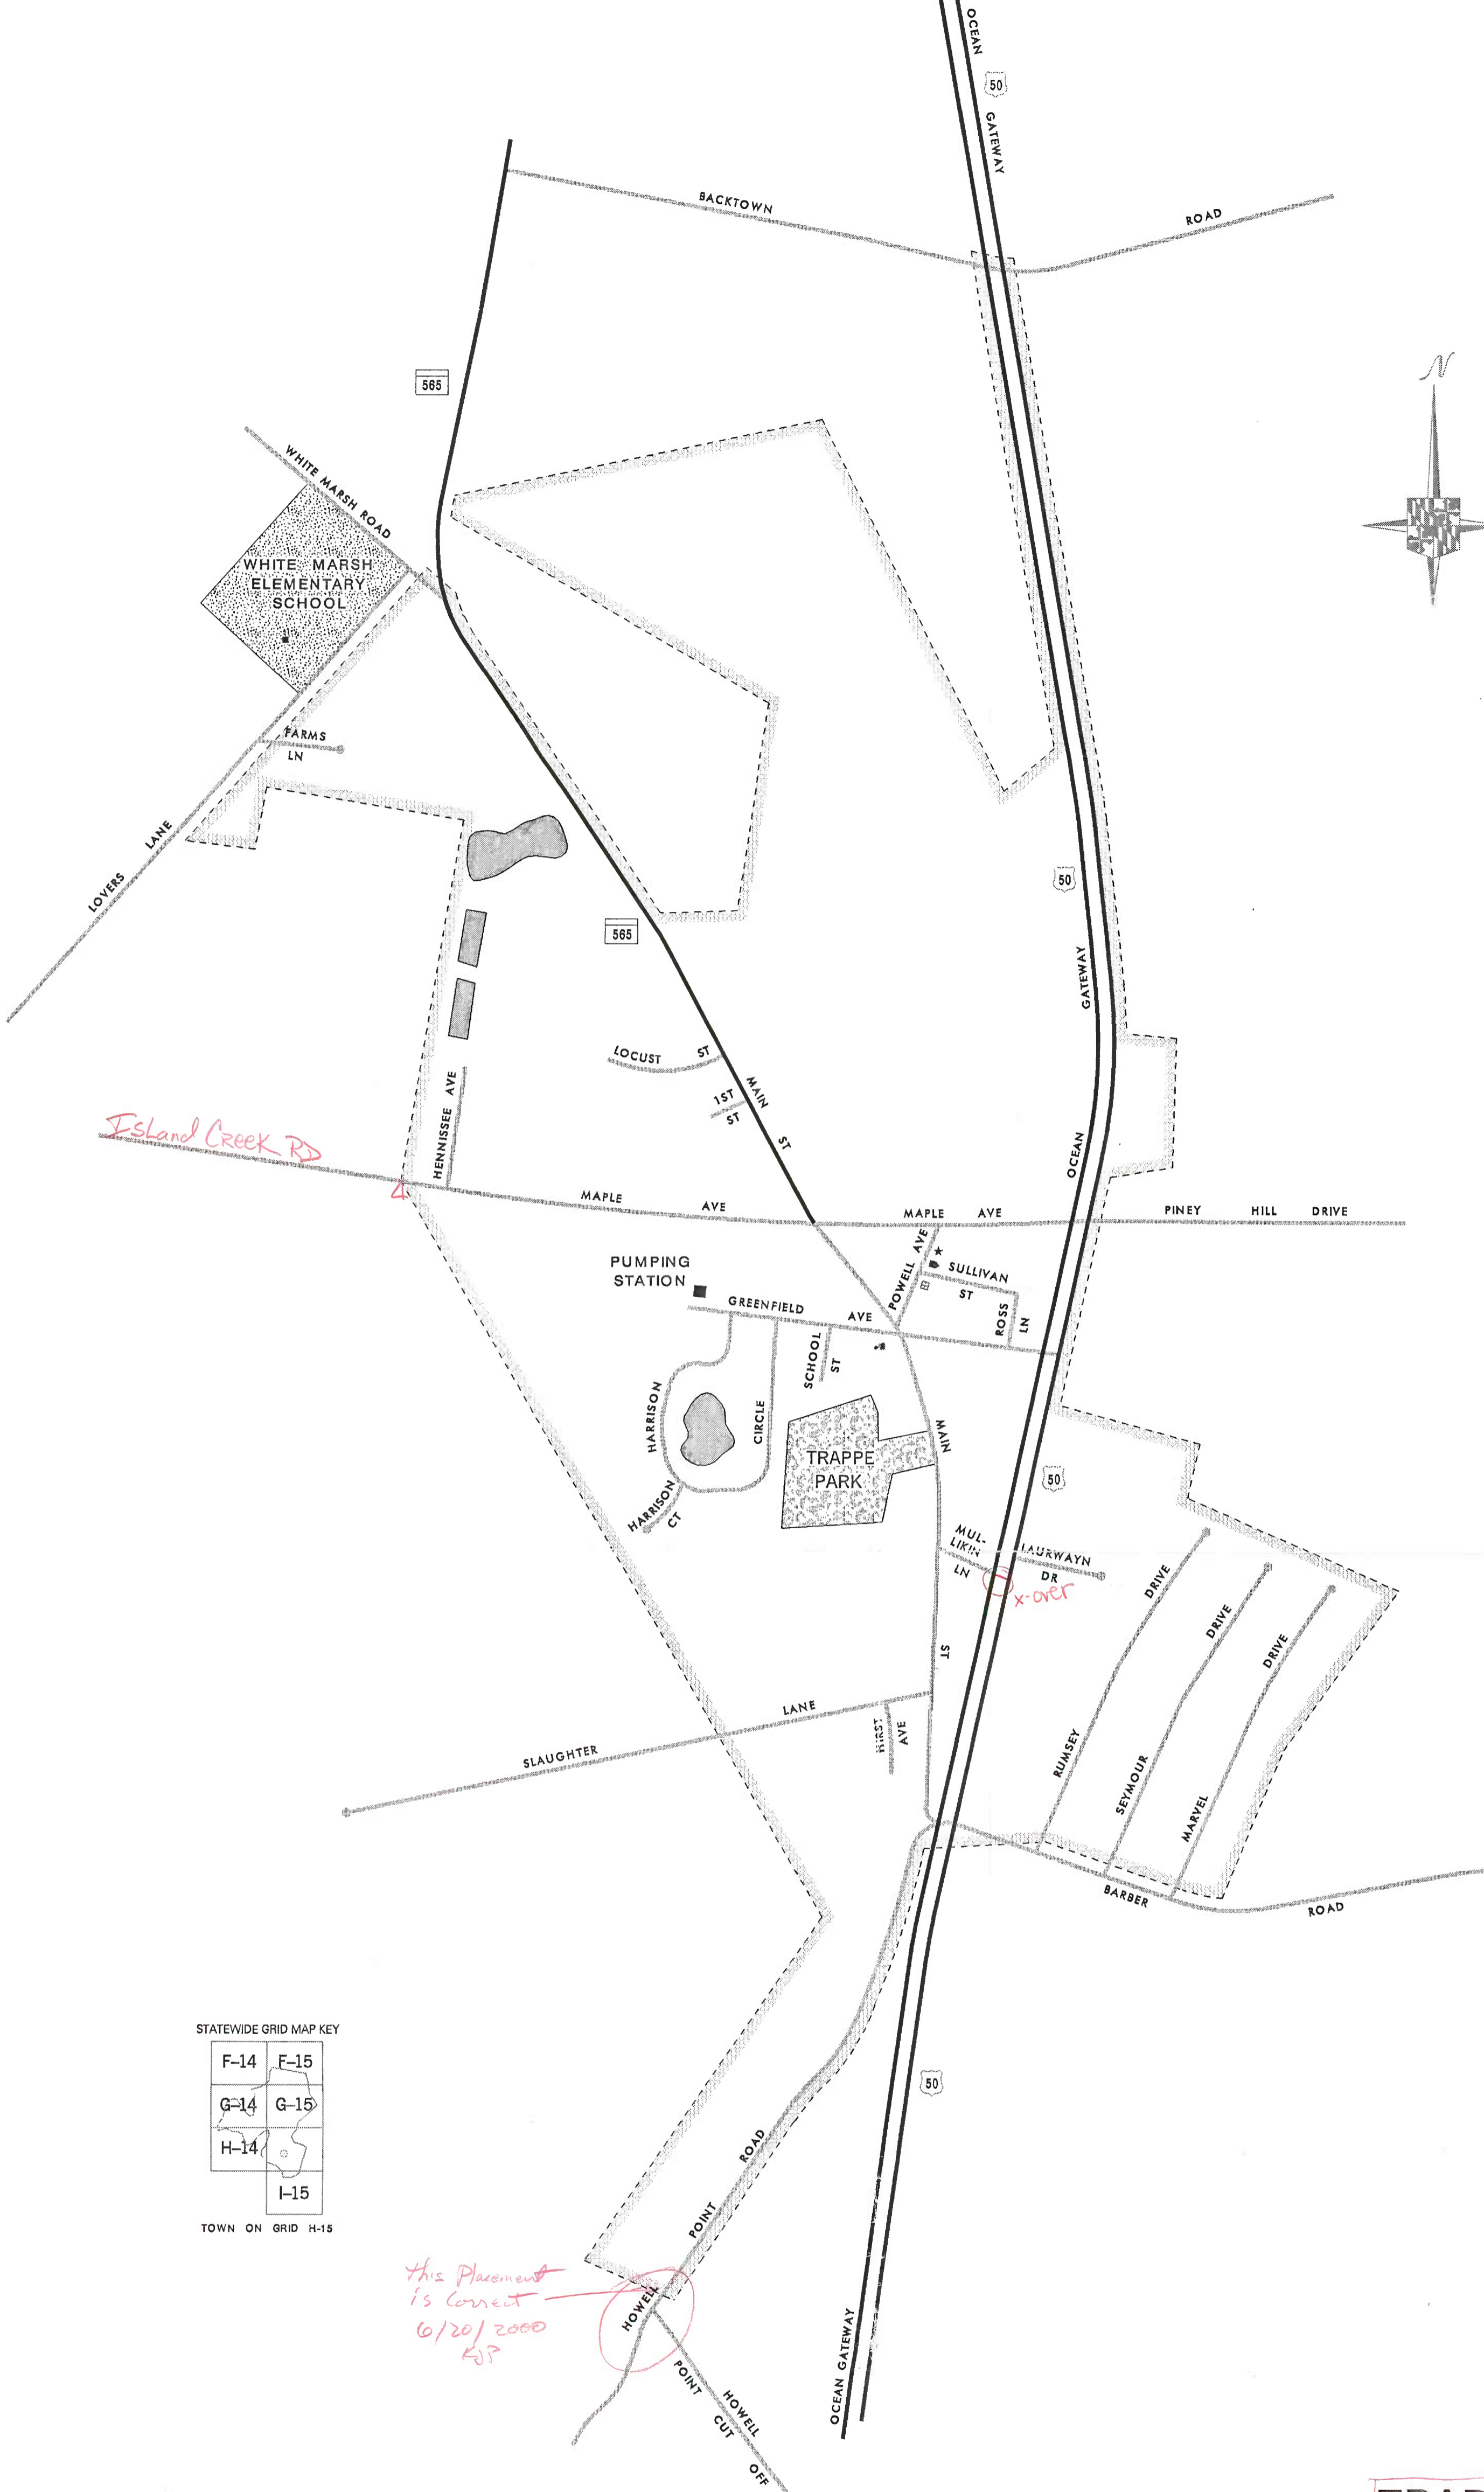 OCEAN
50
GATEWAY
BACKTOWN
ROAD
565
N
WHITE MARSH ROAD
WHITE MARSH
ELEMENTARY
SCHOOL
FARMS
LN
LOVERS LANE
50
565
GATEWAY
OCEAN
LOCUST ST
1ST
ST
MAIN
ST
HENNISSEE AVE
Island Creek RD
4
MAPLE AVE
MAPLE AVE
PINEY HILL DRIVE
PUMPING
STATION
POWELL AVE
SULLIVAN
ST
ROSS
LN
GREENFIELD AVE
SCHOOL
ST
HARRISON
CIRCLE
HARRISON
CT
TRAPPE
PARK
MAIN
50
MUL-
LIKIN
LN
LAURWAYN
DR
x-over
ST
RUMSEY DRIVE
SEYMOUR DRIVE
MARVEL DRIVE
SLAUGHTER LANE
HIRST
AVE
BARBER ROAD
STATEWIDE GRID MAP KEY
F-14 F-15
G-14 G-15
H-14
I-15
TOWN ON GRID H-15
50
HOWELL POINT ROAD
this Placement
is Correct
6/20/2000
KJP
HOWELL
POINT
CUT
OFF
OCEAN GATEWAY